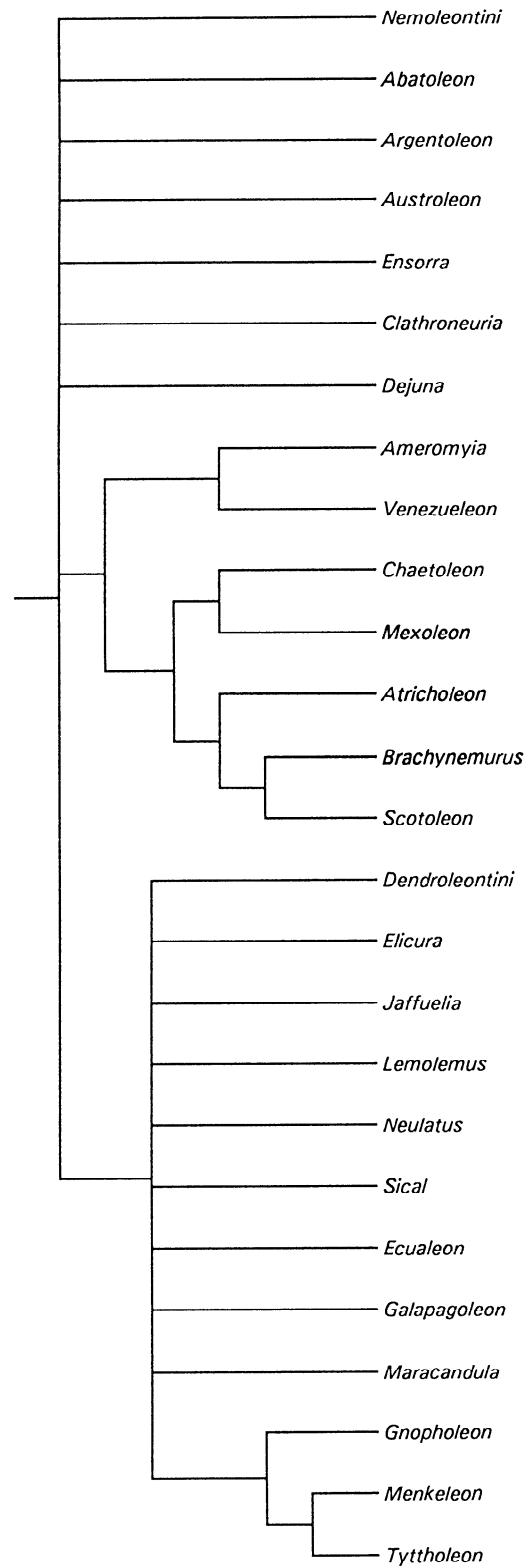 Nemoleontini
Abatoleon
Argentoleon
Austroleon
Ensorra
Clathroneuria
Dejuna
Ameromyia
Venezueleon
Chaetoleon
Mexoleon
Atricholeon
Brachynemurus
Scotoleon
Dendroleontini
Elicura
Jaffuelia
Lemolemus
Neulatus
Sical
Ecualeon
Galapagoleon
Maracandula
Gnopholeon
Menkeleon
Tyttholeon